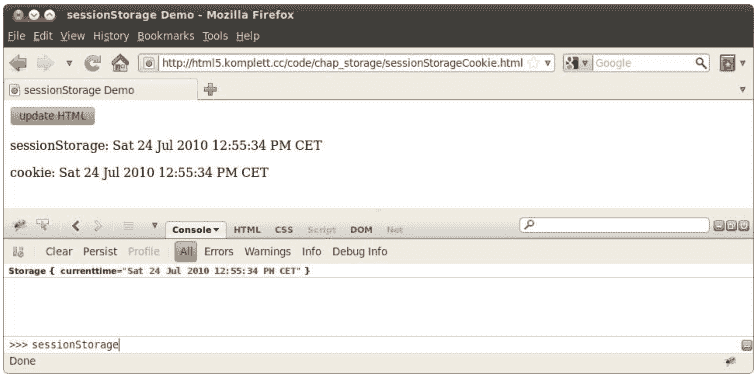 sessionStorage Demo - Mozilla Firefox
File Edit View History Bookmarks Tools Help
http://html5.komplett.cc/code/chap_storage/sessionStorageCookie.html Google
sessionStorage Demo
update HTML
sessionStorage: Sat 24 Jul 2010 12:55:34 PM CET
cookie: Sat 24 Jul 2010 12:55:34 PM CET
Console HTML CSS Script DOM Net
Clear Persist Profile All Errors Warnings Info Debug Info
Storage { currenttime="Sat 24 Jul 2010 12:55:34 PM CET" }
>>> sessionStorage
Done